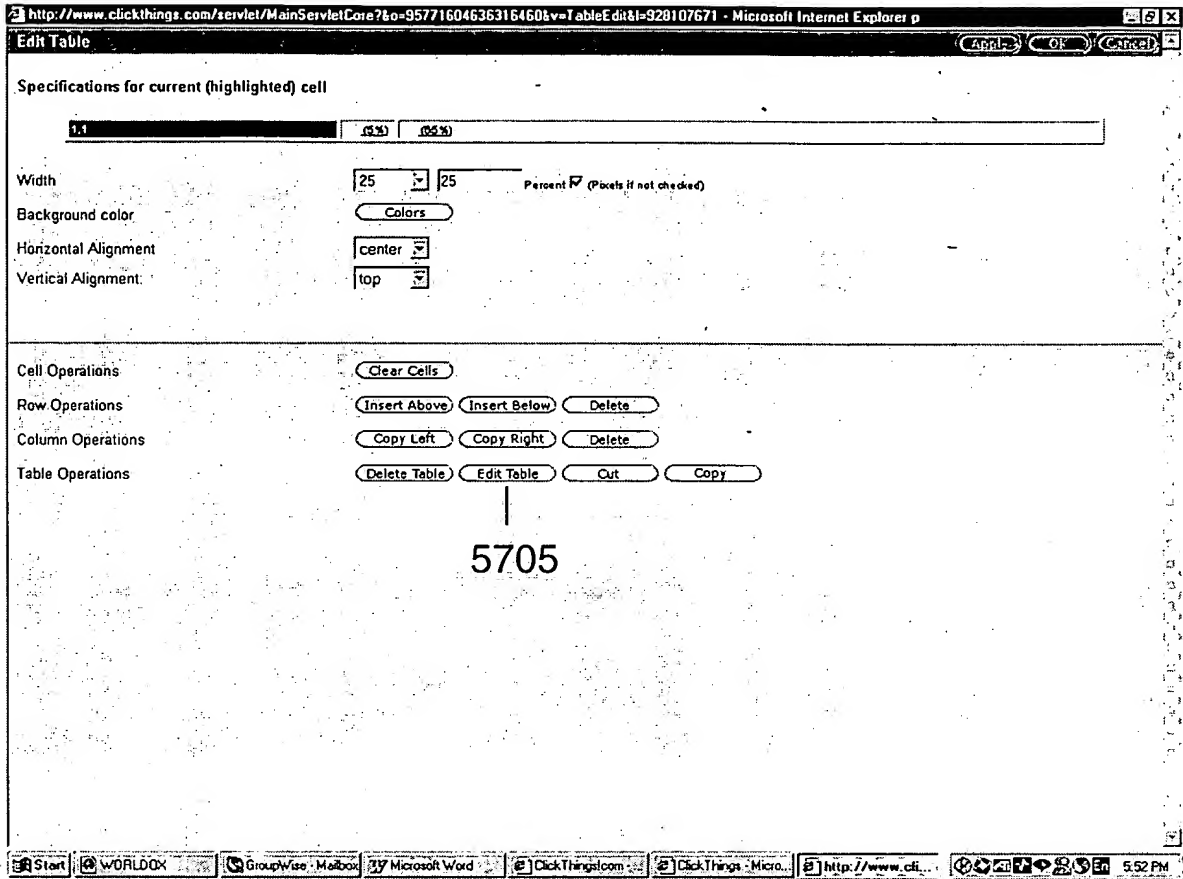 http://www.clickthings.com/servlet/MainServletCore?&o=95771604636316460&v=TableEdit&l=928107671 - Microsoft Internet Explorer p
Edit Table
Apply OK Cancel
Specifications for current (highlighted) cell
1,1 (5%)
Width 25 25 Percent (Pixels if not checked)
Background color Colors
Horizontal Alignment center
Vertical Alignment: top
Cell Operations Clear Cells
Row Operations Insert Above Insert Below Delete
Column Operations Copy Left Copy Right Delete
Table Operations Delete Table Edit Table Cut Copy
5705
Start WORLDOX GroupWise - Mailbox Microsoft Word ClickThings!com - ClickThings - Micro... http://www.cli... En 5:52 PM